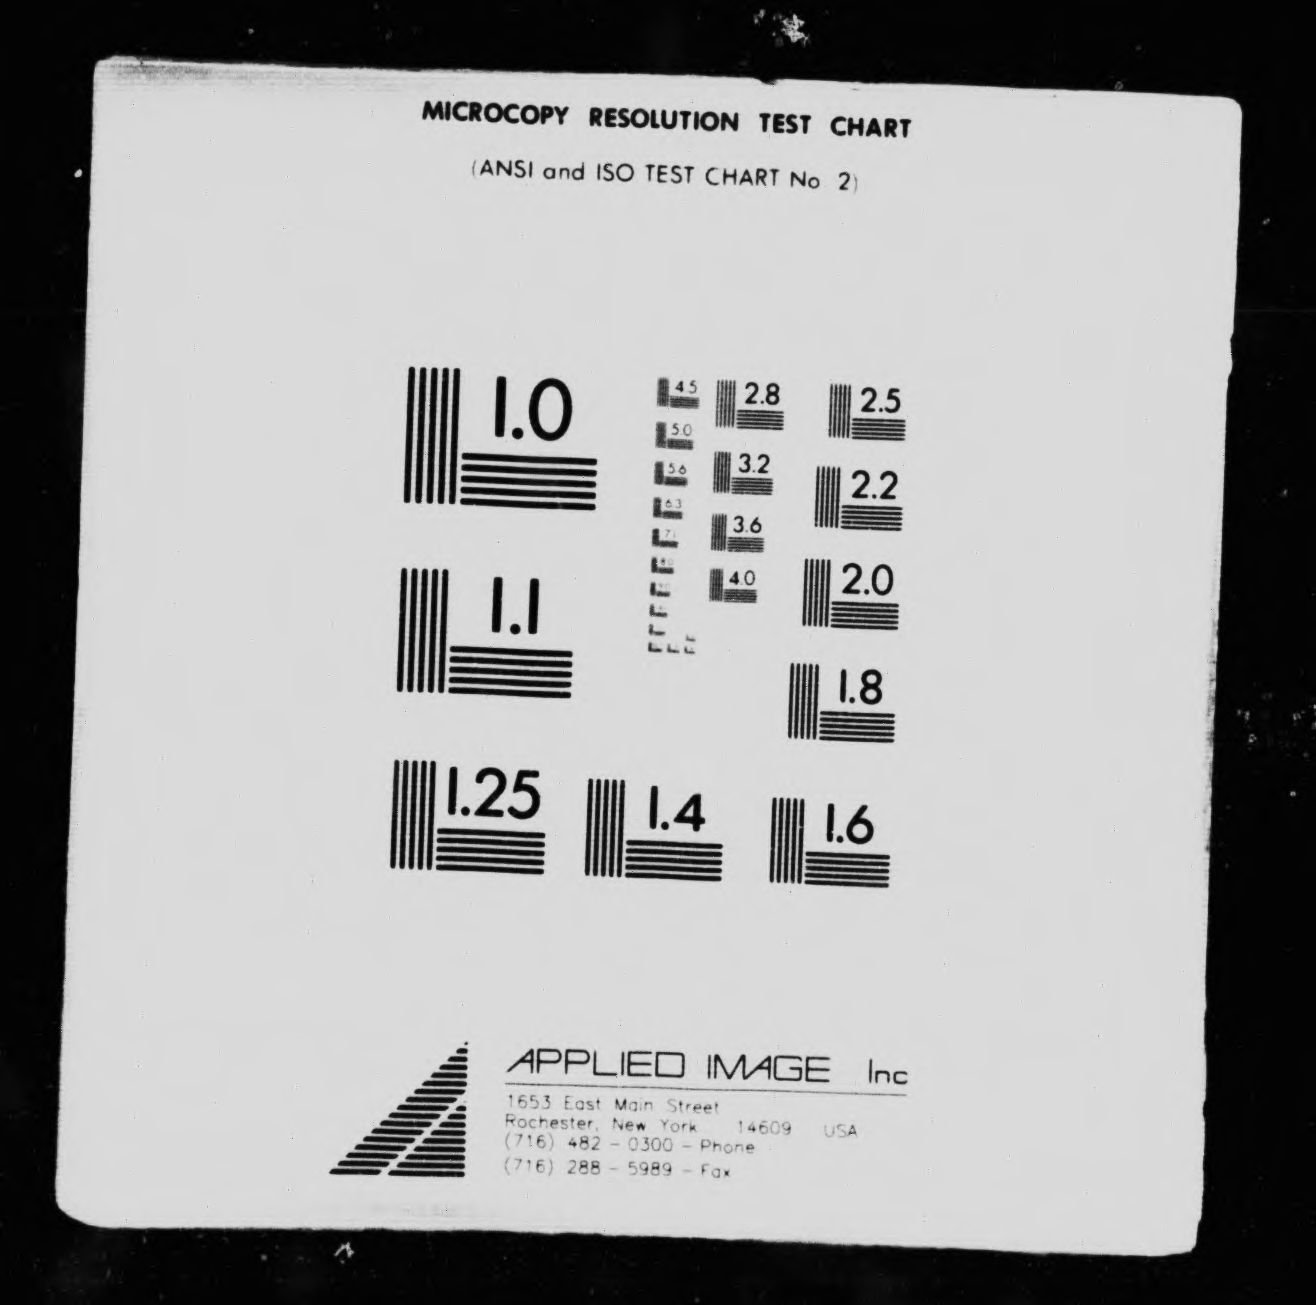 MICROCOPY RESOLUTION TEST CHART
(ANSI and ISO TEST CHART No 2)
1.0
1.1
1.25
1.4
1.6
1.8
2.0
2.2
2.5
2.8
3.2
3.6
4.0
4.5
5.0
5.6
6.3
7.1
APPLIED IMAGE Inc
1653 East Main Street
Rochester, New York 14609 USA
(716) 482 - 0300 - Phone
(716) 288 - 5989 - Fax